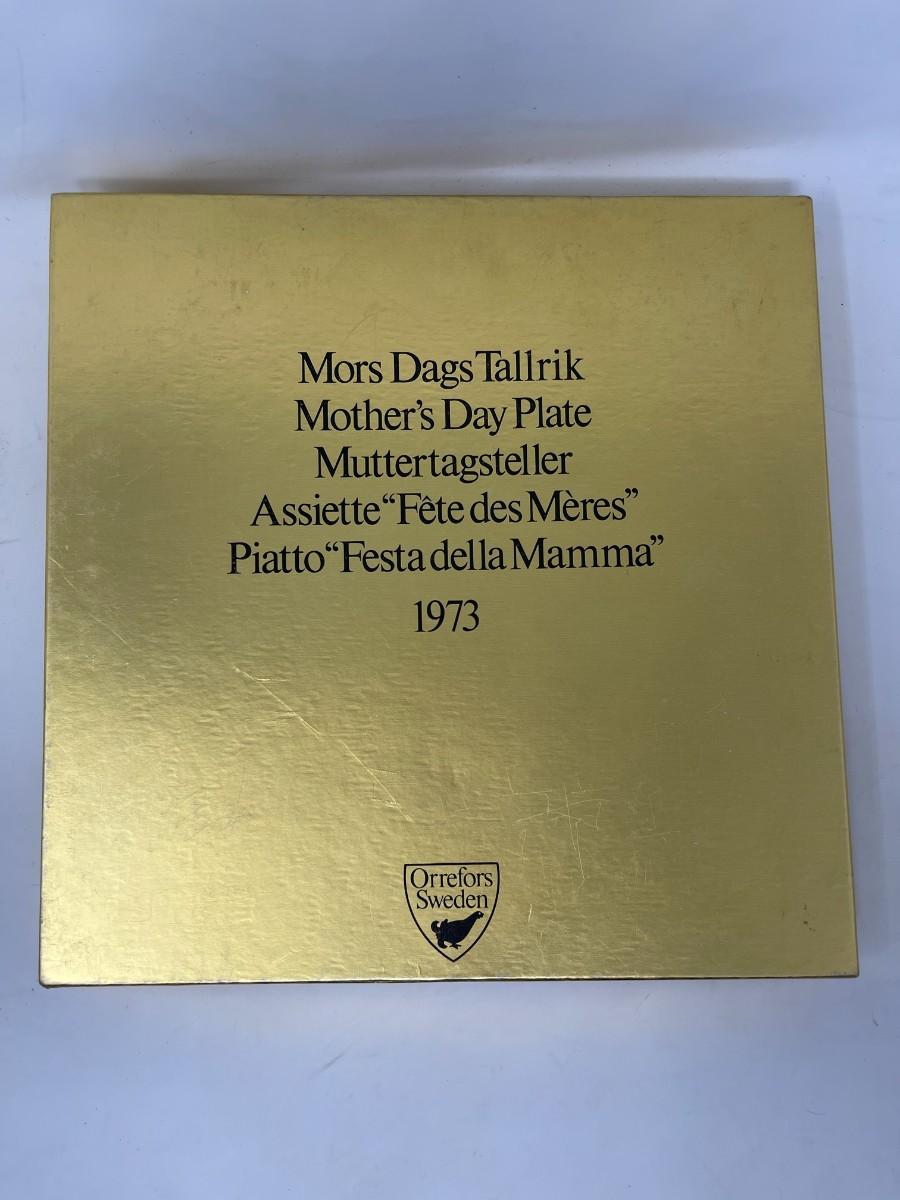 Mors Dags Tallrik
Mother's Day Plate
Muttertagsteller
Assiette “Fête des Mères”
Piatto “Festa della Mamma”
1973
Orrefors
Sweden